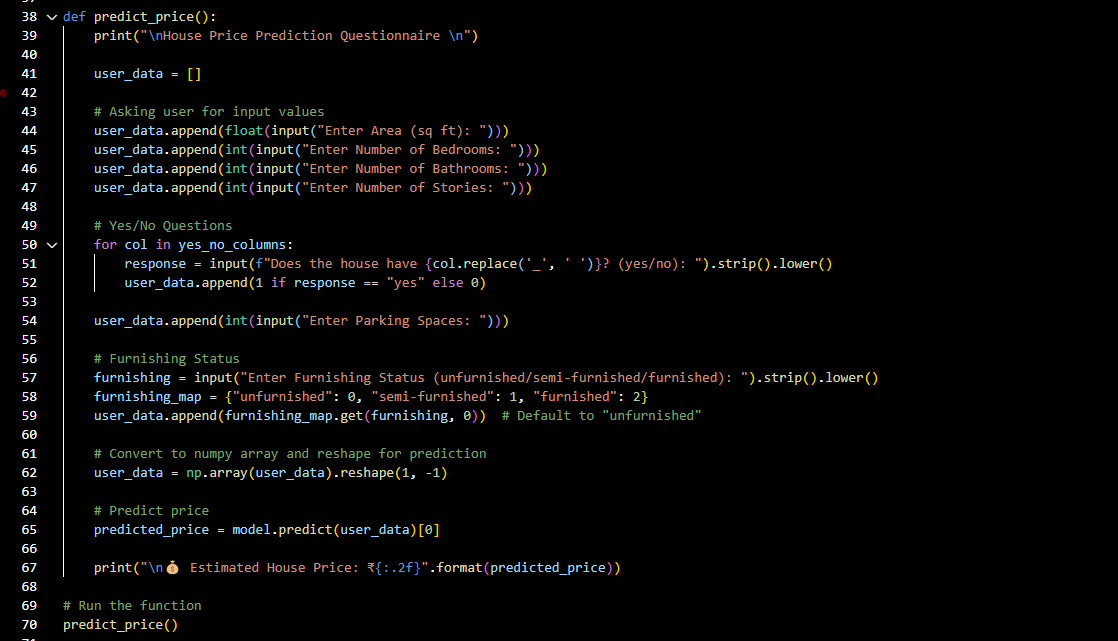 38 def predict_price():
39     print("\nHouse Price Prediction Questionnaire \n")
40
41     user_data = []
42
43     # Asking user for input values
44     user_data.append(float(input("Enter Area (sq ft): ")))
45     user_data.append(int(input("Enter Number of Bedrooms: ")))
46     user_data.append(int(input("Enter Number of Bathrooms: ")))
47     user_data.append(int(input("Enter Number of Stories: ")))
48
49     # Yes/No Questions
50     for col in yes_no_columns:
51         response = input(f"Does the house have {col.replace('_', ' ')}? (yes/no): ").strip().lower()
52         user_data.append(1 if response == "yes" else 0)
53
54     user_data.append(int(input("Enter Parking Spaces: ")))
55
56     # Furnishing Status
57     furnishing = input("Enter Furnishing Status (unfurnished/semi-furnished/furnished): ").strip().lower()
58     furnishing_map = {"unfurnished": 0, "semi-furnished": 1, "furnished": 2}
59     user_data.append(furnishing_map.get(furnishing, 0))  # Default to "unfurnished"
60
61     # Convert to numpy array and reshape for prediction
62     user_data = np.array(user_data).reshape(1, -1)
63
64     # Predict price
65     predicted_price = model.predict(user_data)[0]
66
67     print("\n💰 Estimated House Price: ₹{:.2f}".format(predicted_price))
68
69 # Run the function
70 predict_price()